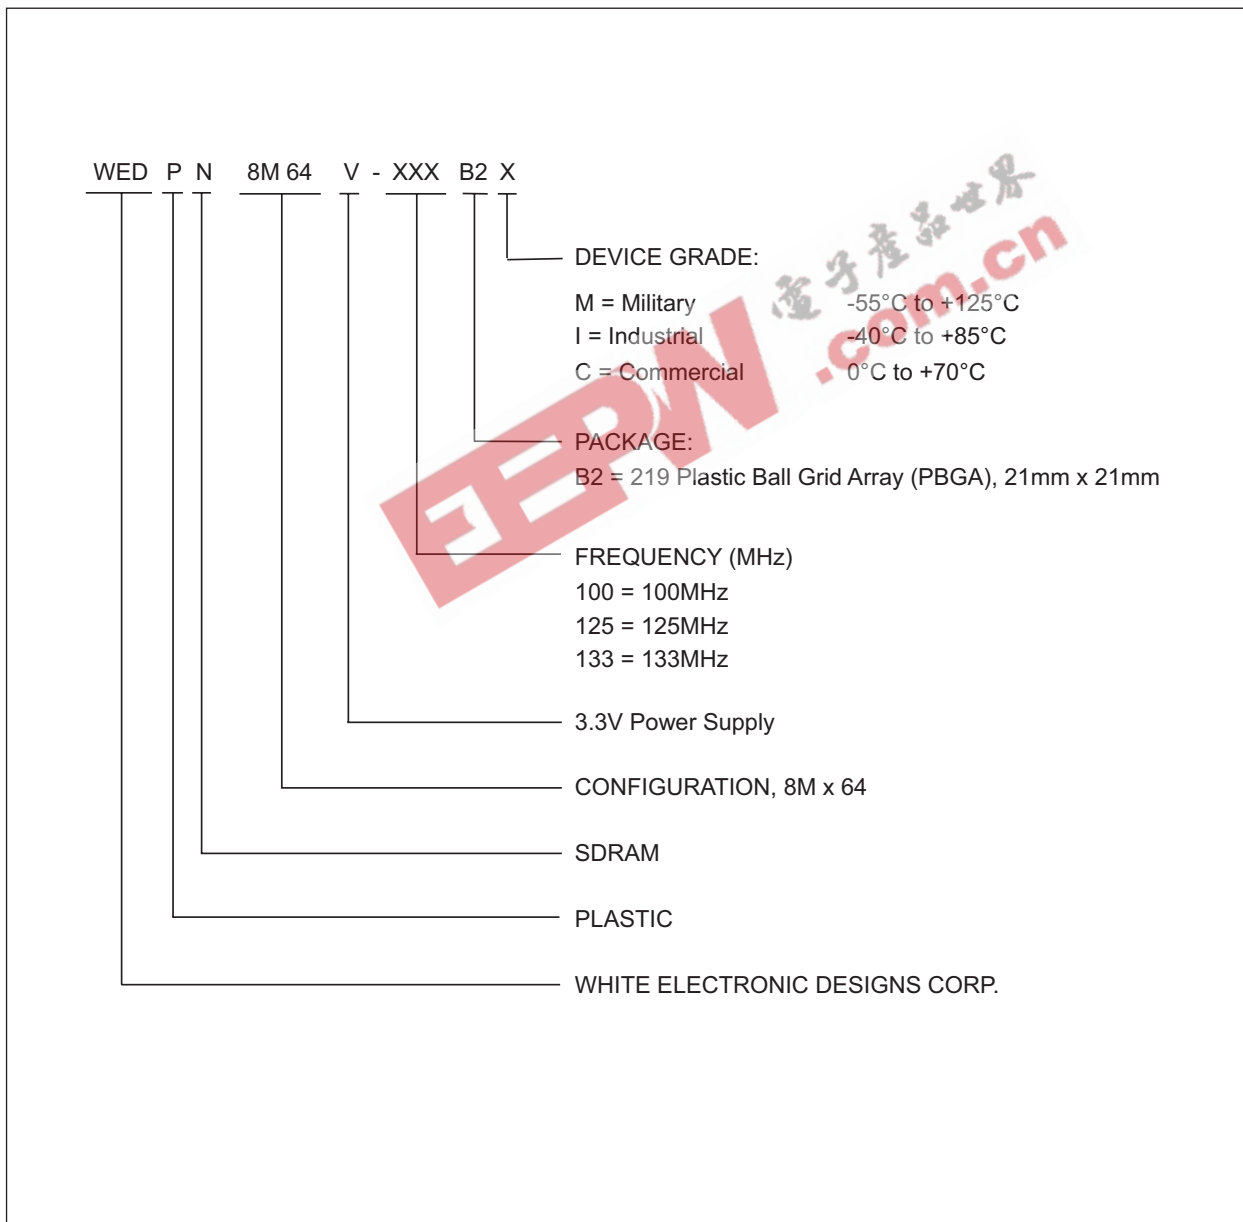 WED P N 8M 64 V - XXX B2 X
DEVICE GRADE:
M = Military -55°C to +125°C
I = Industrial -40°C to +85°C
C = Commercial 0°C to +70°C
PACKAGE:
B2 = 219 Plastic Ball Grid Array (PBGA), 21mm x 21mm
FREQUENCY (MHz)
100 = 100MHz
125 = 125MHz
133 = 133MHz
3.3V Power Supply
CONFIGURATION, 8M x 64
SDRAM
PLASTIC
WHITE ELECTRONIC DESIGNS CORP.
EEPW.com.cn
電子產品世界